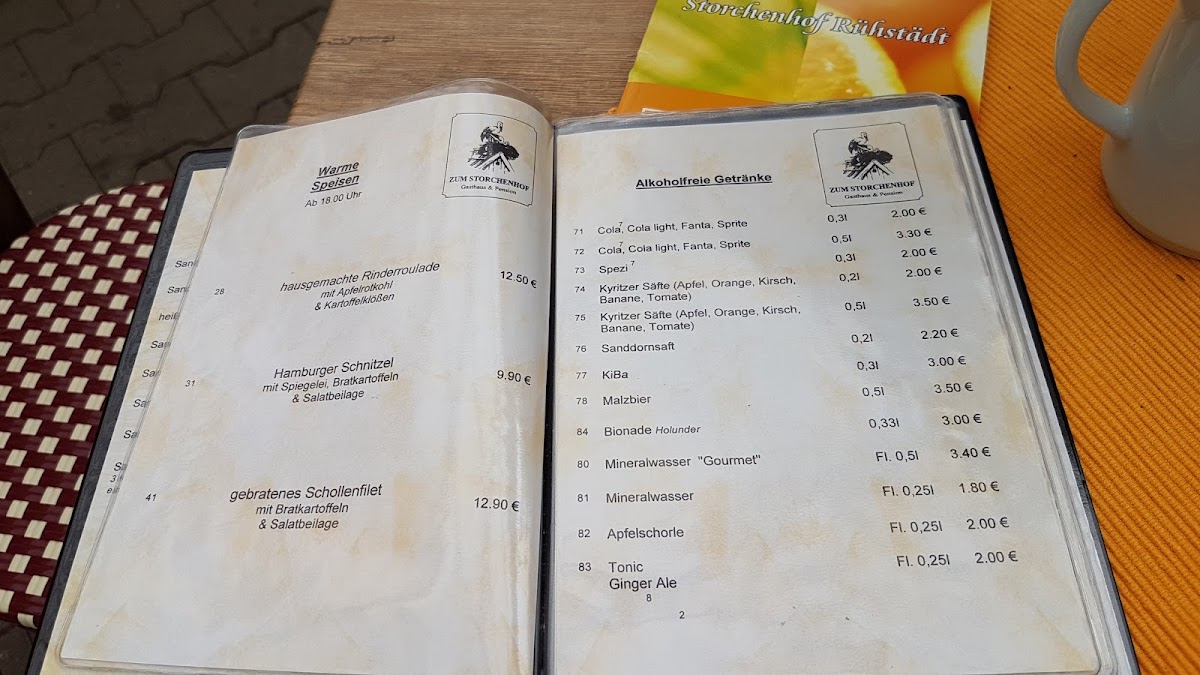 Storchenhof Rühstädt
ZUM STORCHENHOF
Gasthaus & Pension
Warme
Speisen
Ab 18.00 Uhr
28 hausgemachte Rinderroulade 12.50 €
mit Apfelrotkohl
& Kartoffelklößen
31 Hamburger Schnitzel 9.90 €
mit Spiegelei, Bratkartoffeln
& Salatbeilage
41 gebratenes Schollenfilet 12.90 €
mit Bratkartoffeln
& Salatbeilage
ZUM STORCHENHOF
Gasthaus & Pension
Alkoholfreie Getränke
71 Cola,7 Cola light, Fanta, Sprite 0,3l 2.00 €
72 Cola,7 Cola light, Fanta, Sprite 0,5l 3.30 €
73 Spezi 7 0,3l 2.00 €
74 Kyritzer Säfte (Apfel, Orange, Kirsch, 0,2l 2.00 €
Banane, Tomate)
75 Kyritzer Säfte (Apfel, Orange, Kirsch, 0,5l 3.50 €
Banane, Tomate)
76 Sanddornsaft 0,2l 2.20 €
77 KiBa 0,3l 3.00 €
78 Malzbier 0,5l 3.50 €
84 Bionade Holunder 0,33l 3.00 €
80 Mineralwasser "Gourmet" Fl. 0,5l 3.40 €
81 Mineralwasser Fl. 0,25l 1.80 €
82 Apfelschorle Fl. 0,25l 2.00 €
83 Tonic Fl. 0,25l 2.00 €
Ginger Ale
8
2